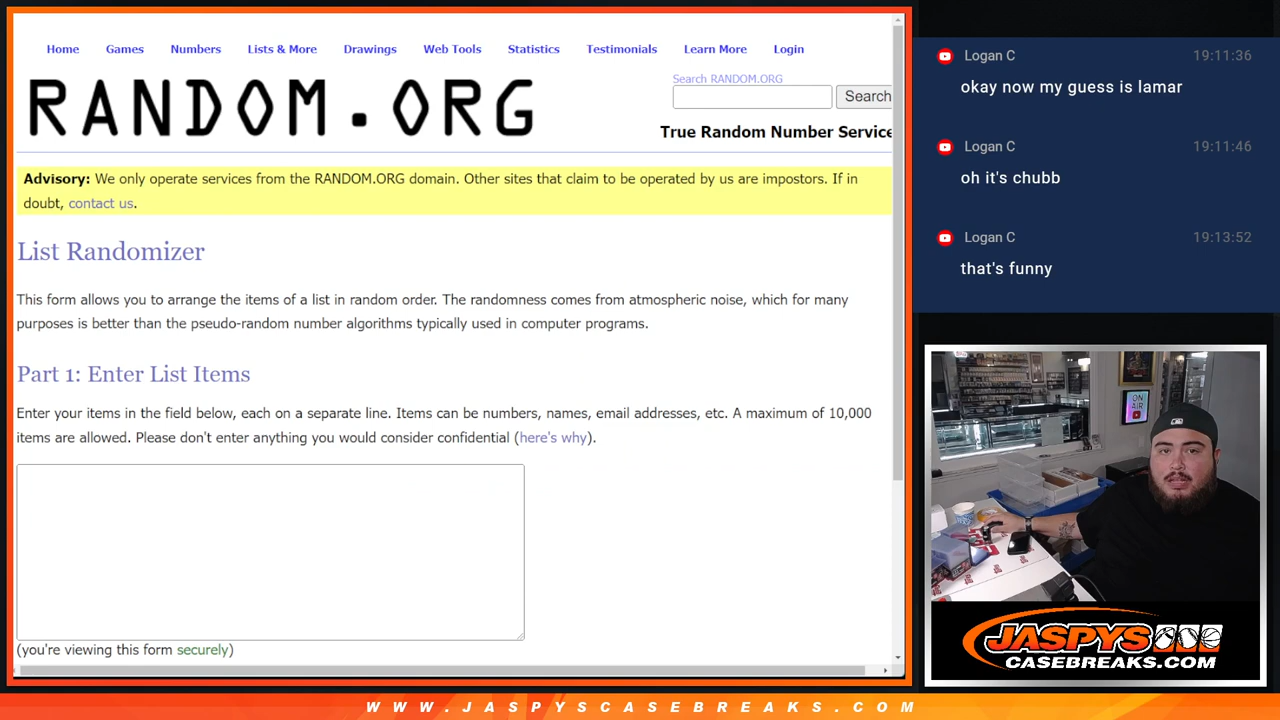 Home Games Numbers Lists & More Drawings Web Tools Statistics Testimonials Learn More Login
RANDOM.ORG
Search RANDOM.ORG
Search
True Random Number Service
Advisory: We only operate services from the RANDOM.ORG domain. Other sites that claim to be operated by us are impostors. If in
doubt, contact us.
List Randomizer
This form allows you to arrange the items of a list in random order. The randomness comes from atmospheric noise, which for many
purposes is better than the pseudo-random number algorithms typically used in computer programs.
Part 1: Enter List Items
Enter your items in the field below, each on a separate line. Items can be numbers, names, email addresses, etc. A maximum of 10,000
items are allowed. Please don't enter anything you would consider confidential (here's why).
(you're viewing this form securely)
Logan C 19:11:36
okay now my guess is lamar
Logan C 19:11:46
oh it's chubb
Logan C 19:13:52
that's funny
ON
AIR
JASPYS
CASEBREAKS.COM
WWW.JASPYSCASEBREAKS.COM